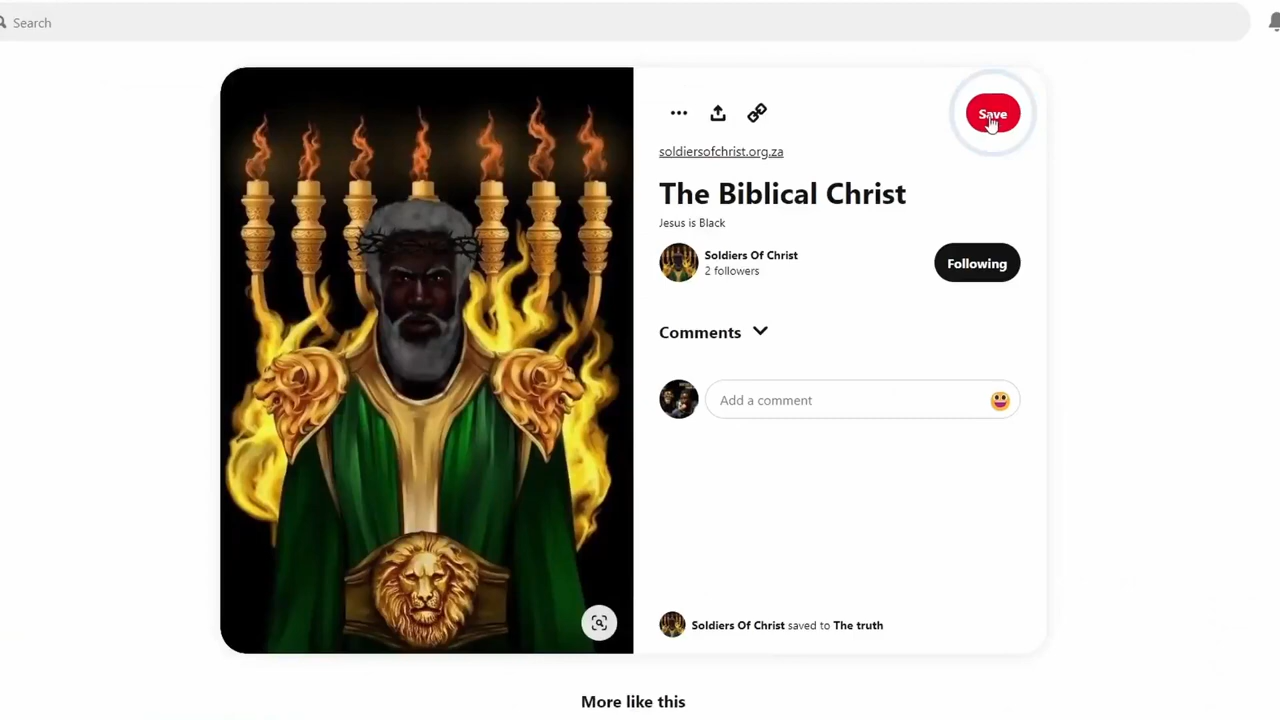 Search
Save
soldiersofchrist.org.za
The Biblical Christ
Jesus is Black
Soldiers Of Christ
2 followers
Following
Comments
Add a comment
Soldiers Of Christ saved to The truth
More like this